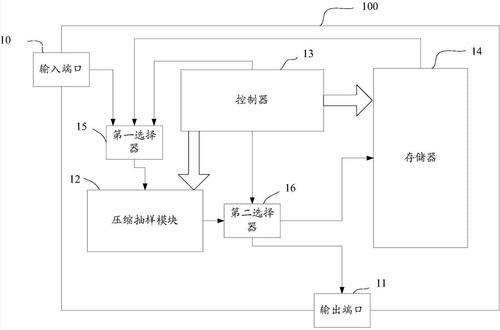 100
10
输入端口
13
控制器
14
存储器
15
第一选择
器
12
压缩抽样模块
16
第二选择
器
11
输出端口